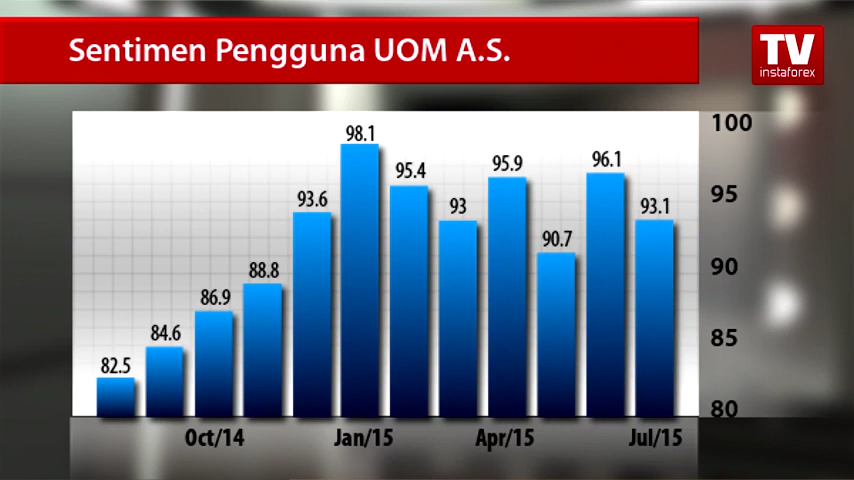 Sentimen Pengguna UOM A.S.
TV
instaforex
98.1
95.4
95.9
96.1
93.6
93
93.1
90.7
88.8
86.9
84.6
82.5
100
95
90
85
80
Oct/14
Jan/15
Apr/15
Jul/15